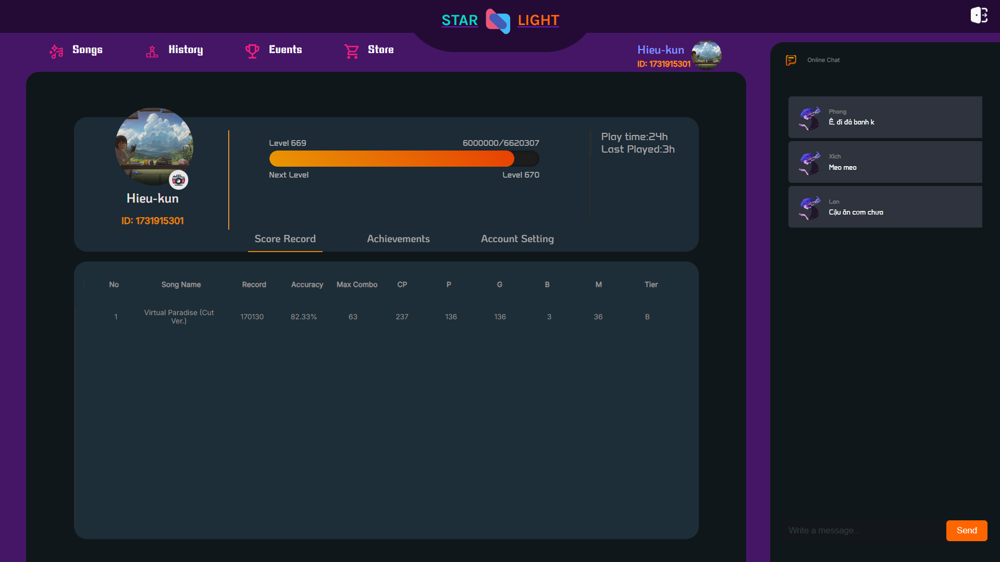 STAR LIGHT
Songs
History
Events
Store
Hieu-kun
ID: 1731915301
Hieu-kun
ID: 1731915301
Level 669
6000000/6620307
Next Level
Level 670
Play time:24h
Last Played:3h
Score Record
Achievements
Account Setting
No Song Name Record Accuracy Max Combo CP P G B M Tier
1 Virtual Paradise (Cut Ver.) 170130 82.33% 63 237 136 136 3 36 B
Online Chat
Phong
Ê, đi đá banh k
Xích
Meo meo
Lan
Cậu ăn cơm chưa
Write a message...
Send